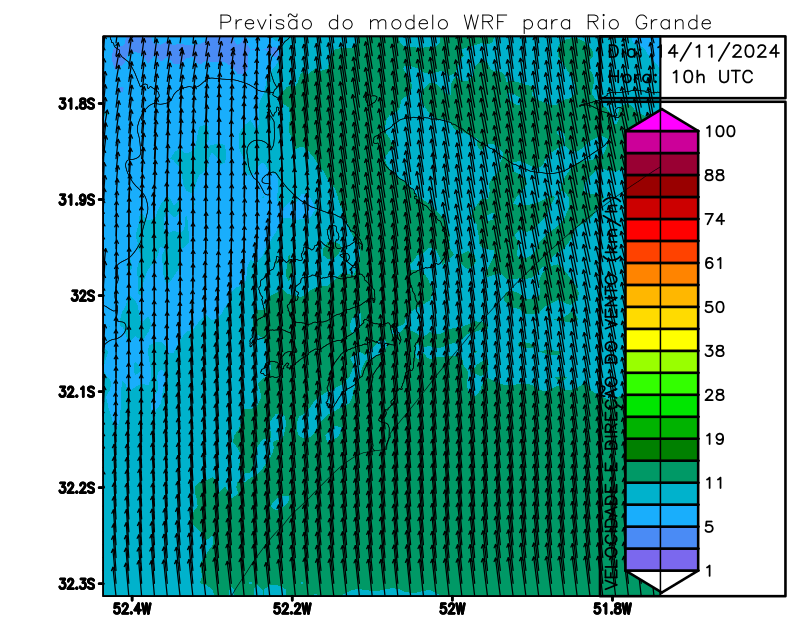 Previsão do modelo WRF para Rio Grande
Dia: 14/11/2024
Hora: 10h UTC
31.8S
31.9S
32S
32.1S
32.2S
32.3S
52.4W
52.2W
52W
51.8W
VELOCIDADE E DIREÇÃO DO VENTO (km/h)
100
88
74
61
50
38
28
19
11
5
1